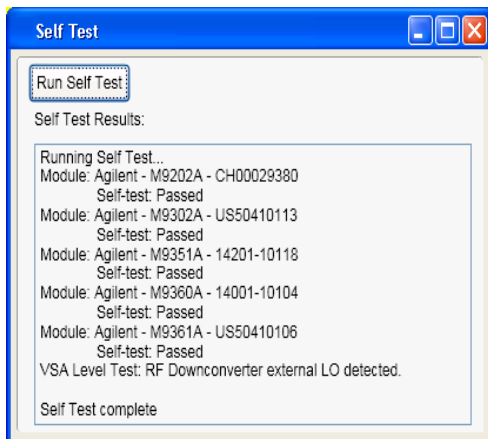 Self Test
Run Self Test
Self Test Results:
Running Self Test...
Module: Agilent - M9202A - CH00029380
Self-test: Passed
Module: Agilent - M9302A - US50410113
Self-test: Passed
Module: Agilent - M9351A - 14201-10118
Self-test: Passed
Module: Agilent - M9360A - 14001-10104
Self-test: Passed
Module: Agilent - M9361A - US50410106
Self-test: Passed
VSA Level Test: RF Downconverter external LO detected.
Self Test complete